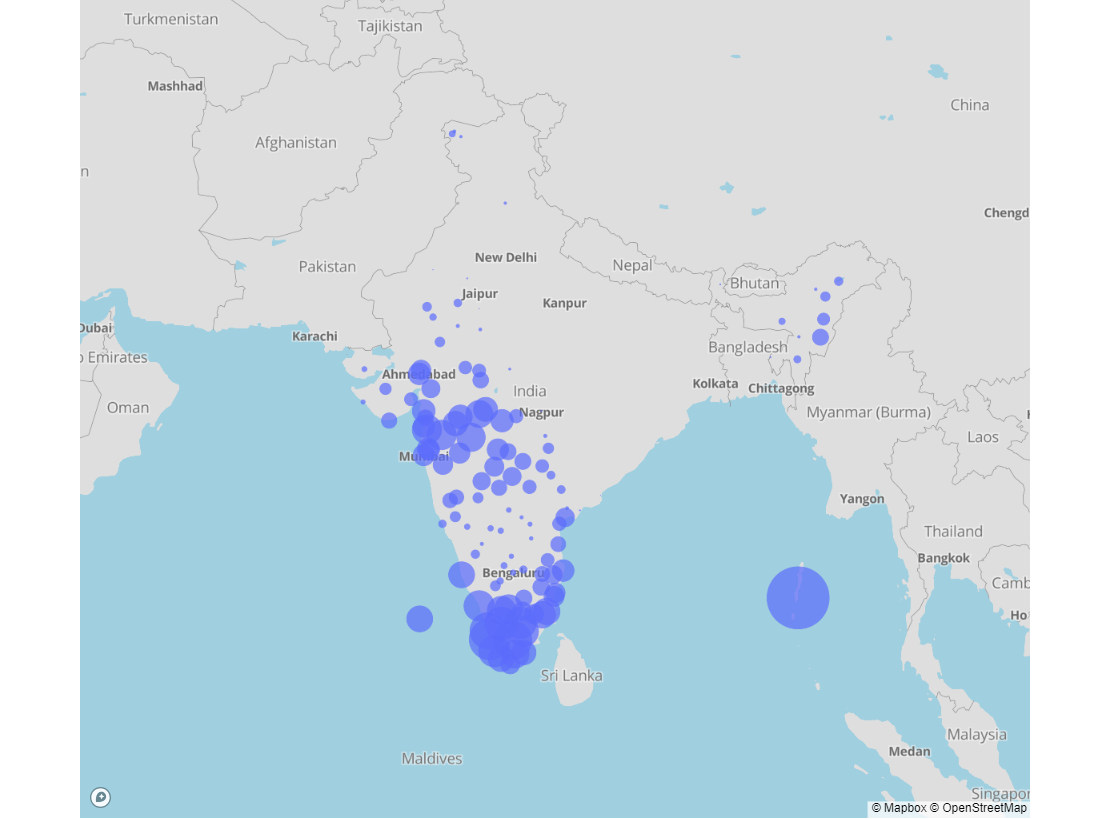 Turkmenistan
Tajikistan
Mashhad
China
Afghanistan
n
Chengd
New Delhi
Pakistan
Nepal
Bhutan
Jaipur
Kanpur
Dubai
Karachi
Bangladesh
Emirates
Ahmedabad
Kolkata
Chittagong
India
Oman
Nagpur
Myanmar (Burma)
Laos
Mumbai
Yangon
Thailand
Bangkok
Bengaluru
Camb
Ho
Sri Lanka
Malaysia
Maldives
Medan
Singapor
© Mapbox © OpenStreetMap